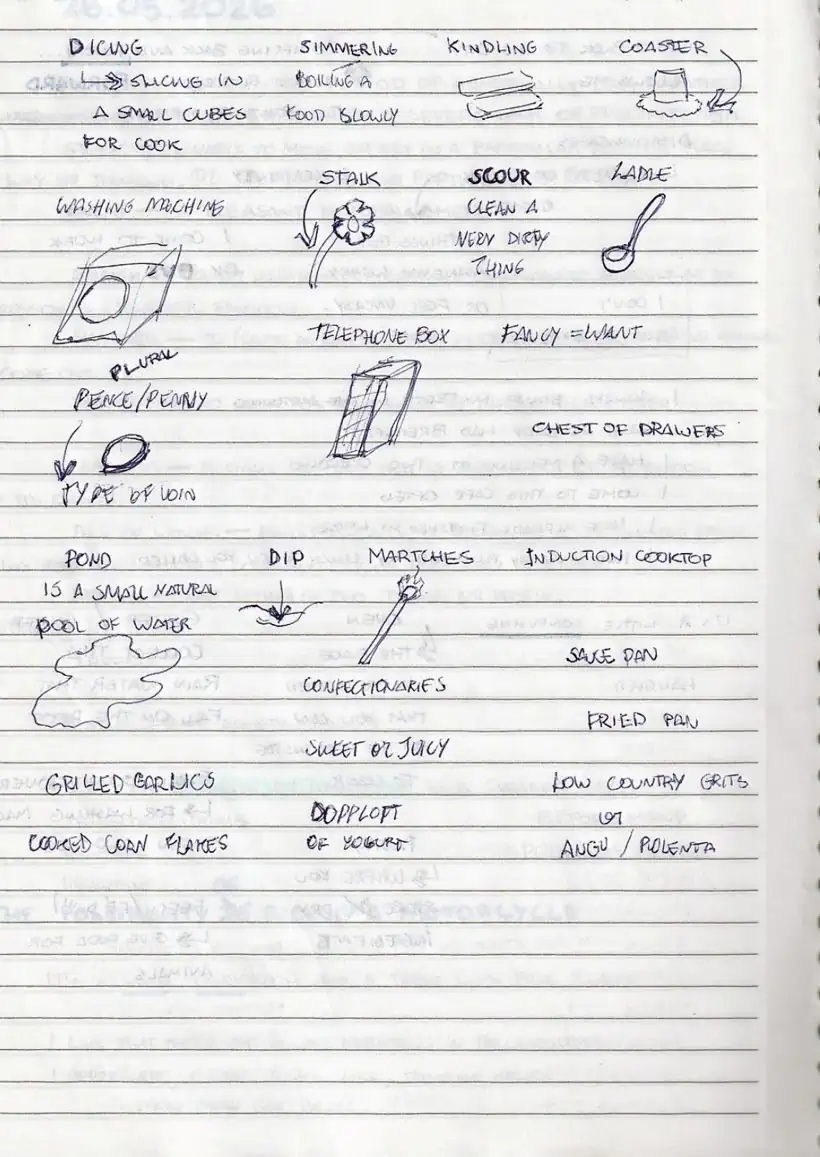 DICING SIMMERING KINDLING COASTER
SLICING IN BOILING A
A SMALL CUBES FOOD SLOWLY
FOR COOK
STALK SCOUR LADLE
WASHING MACHINE CLEAN A
VERY DIRTY
THING
TELEPHONE BOX FANCY = WANT
PLURAL
PENCE/PENNY
CHEST OF DRAWERS
TYPE OF COIN
POND DIP MARTCHES INDUCTION COOKTOP
IS A SMALL NATURAL
POOL OF WATER
SAUCE PAN
CONFECTIONARIES
FRIED PAN
SWEET OR JUICY
GRILLED GARLICS LOW COUNTRY GRITS
OF YOGURT
OR
COOKED CORN FLAKES ANGU / POLENTA